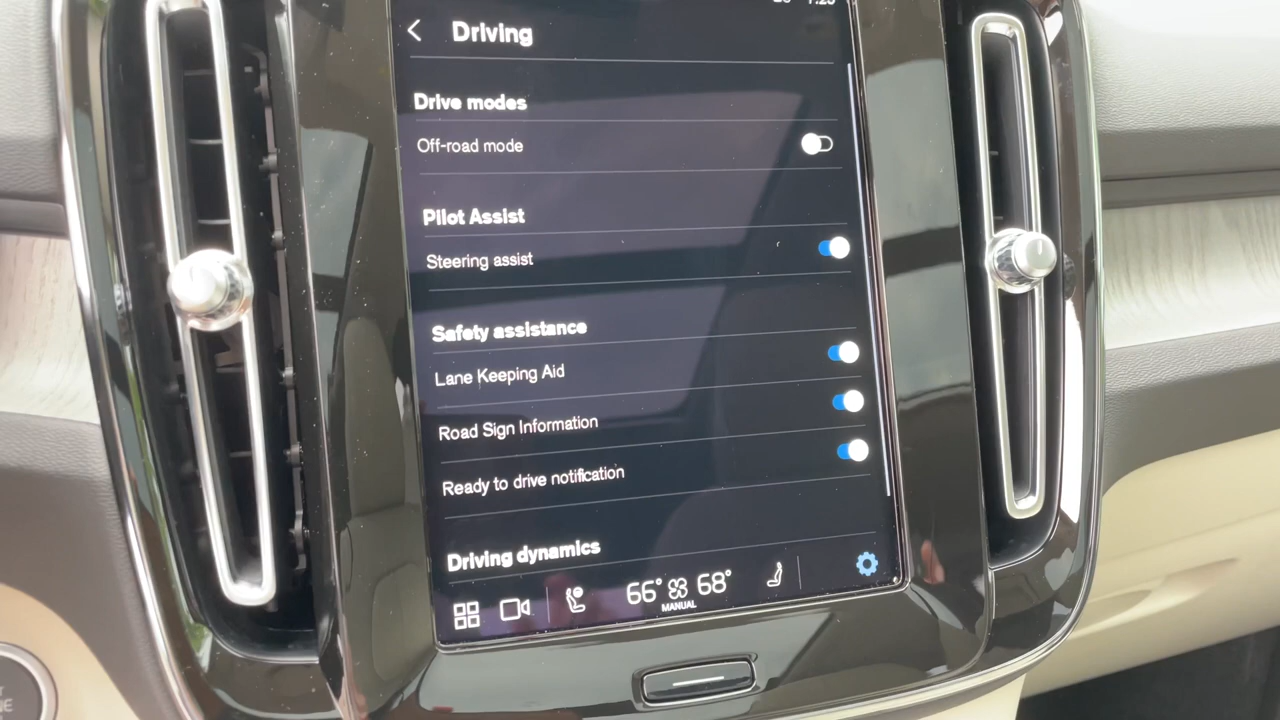 Driving
Drive modes
Off-road mode
Pilot Assist
Steering assist
Safety assistance
Lane Keeping Aid
Road Sign Information
Ready to drive notification
Driving dynamics
66° 68°
MANUAL